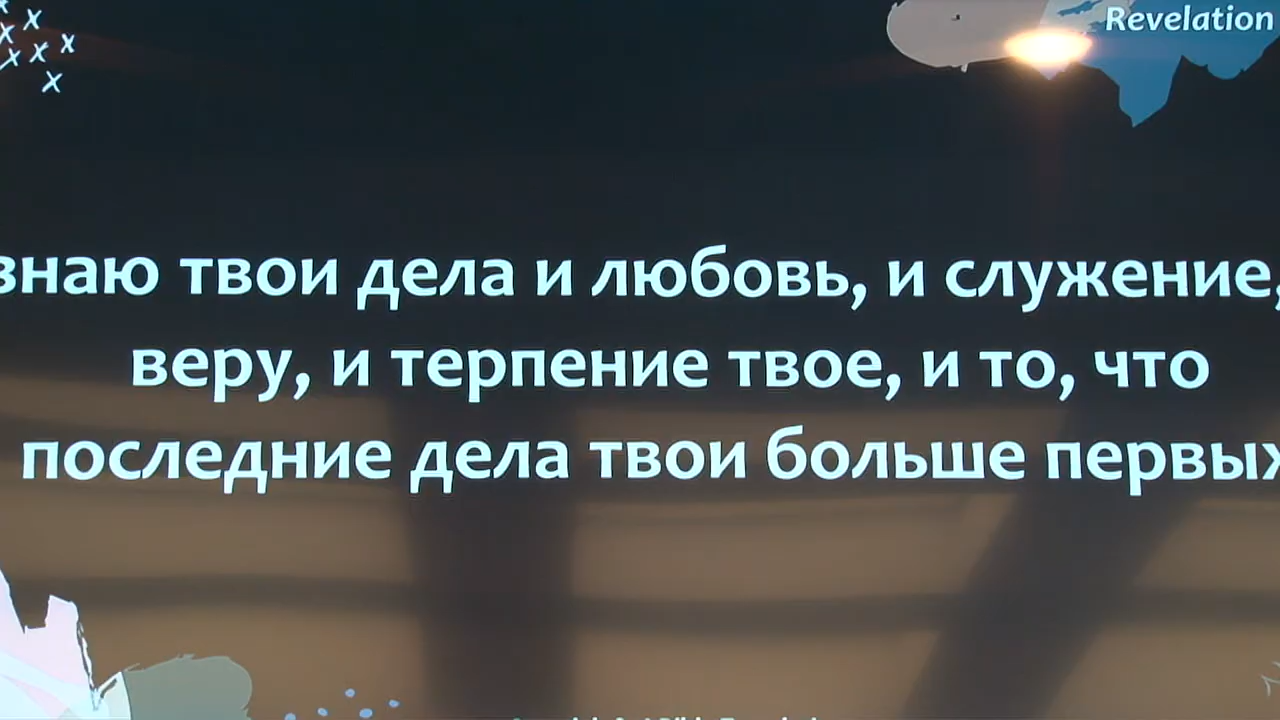 Revelation
знаю твои дела и любовь, и служение,
веру, и терпение твое, и то, что
последние дела твои больше первых